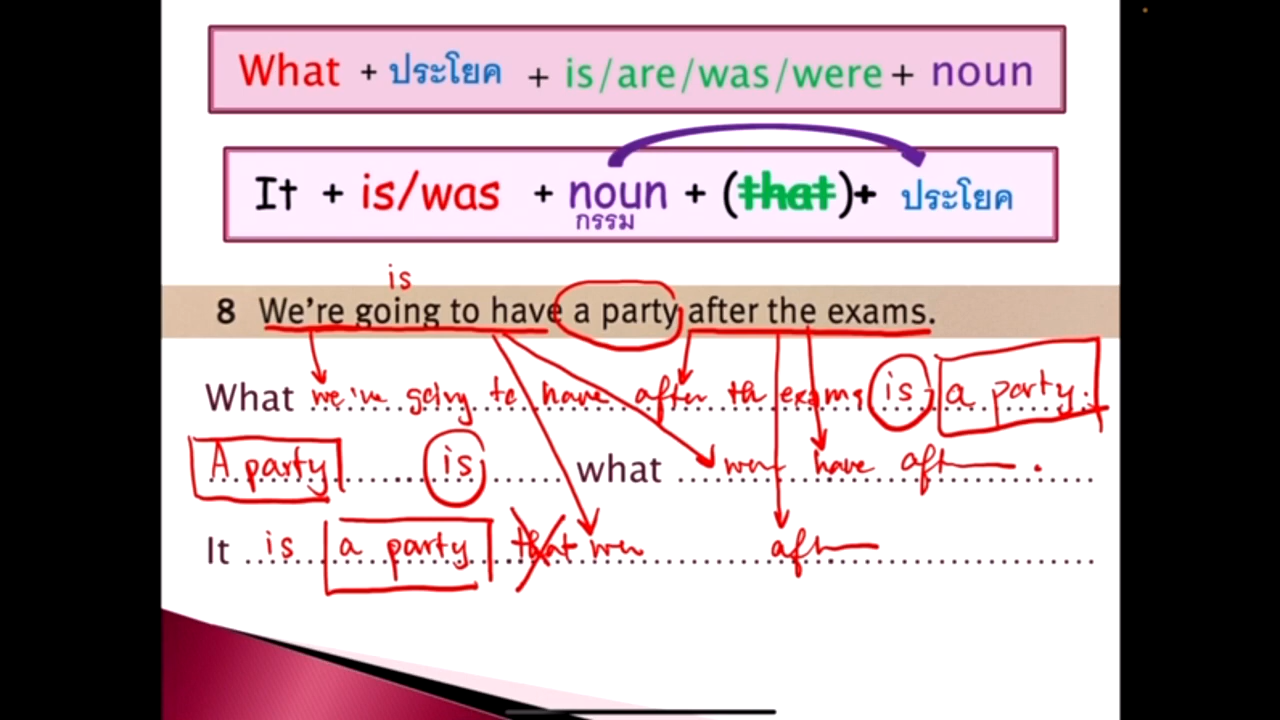 What + ประโยค + is/are/was/were + noun
It + is/was + noun + (that)+ ประโยค
กรรม
is
8 We're going to have a party after the exams.
What we're going to have after th exams is a party.
A party is what have aft
It is a party that aft